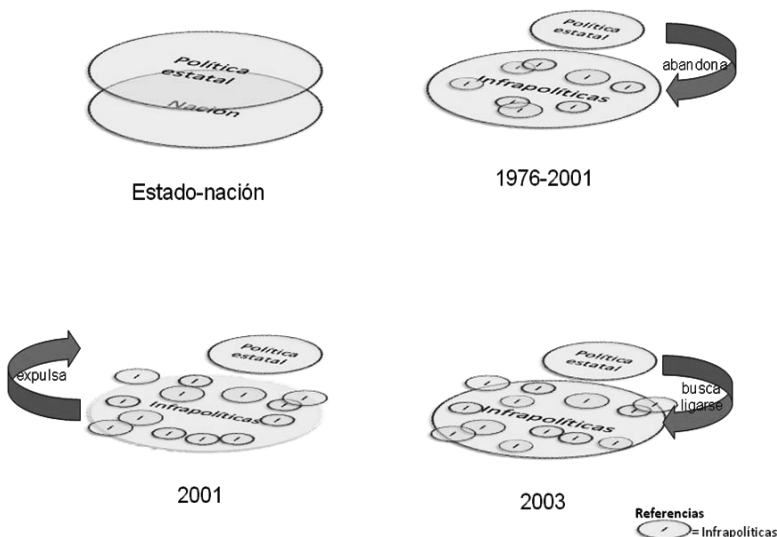 Política
estatal
Nación
Estado-nación
Política
estatal
abandona
Infrapolíticas
I
I
I
I
I
I
I
I
1976-2001
Política
estatal
expulsa
Infrapolíticas
I
I
I
I
I
I
I
I
I
I
I
I
I
I
2001
Política
estatal
busca
ligarse
Infrapolíticas
I
I
I
I
I
I
I
I
I
I
I
I
I
2003
Referencias
I = Infrapolíticas